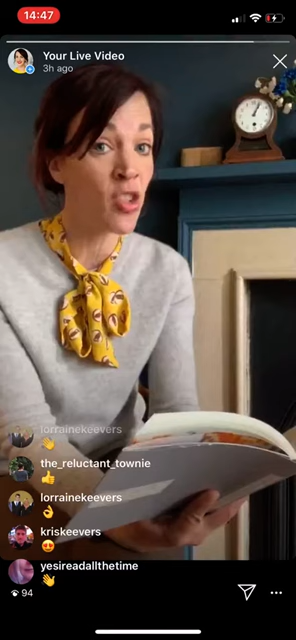 14:47
Your Live Video
3h ago
lorrainekeevers
👋
the_reluctant_townie
👍
lorrainekeevers
👌
kriskeevers
😍
yesireadallthetime
👋
94